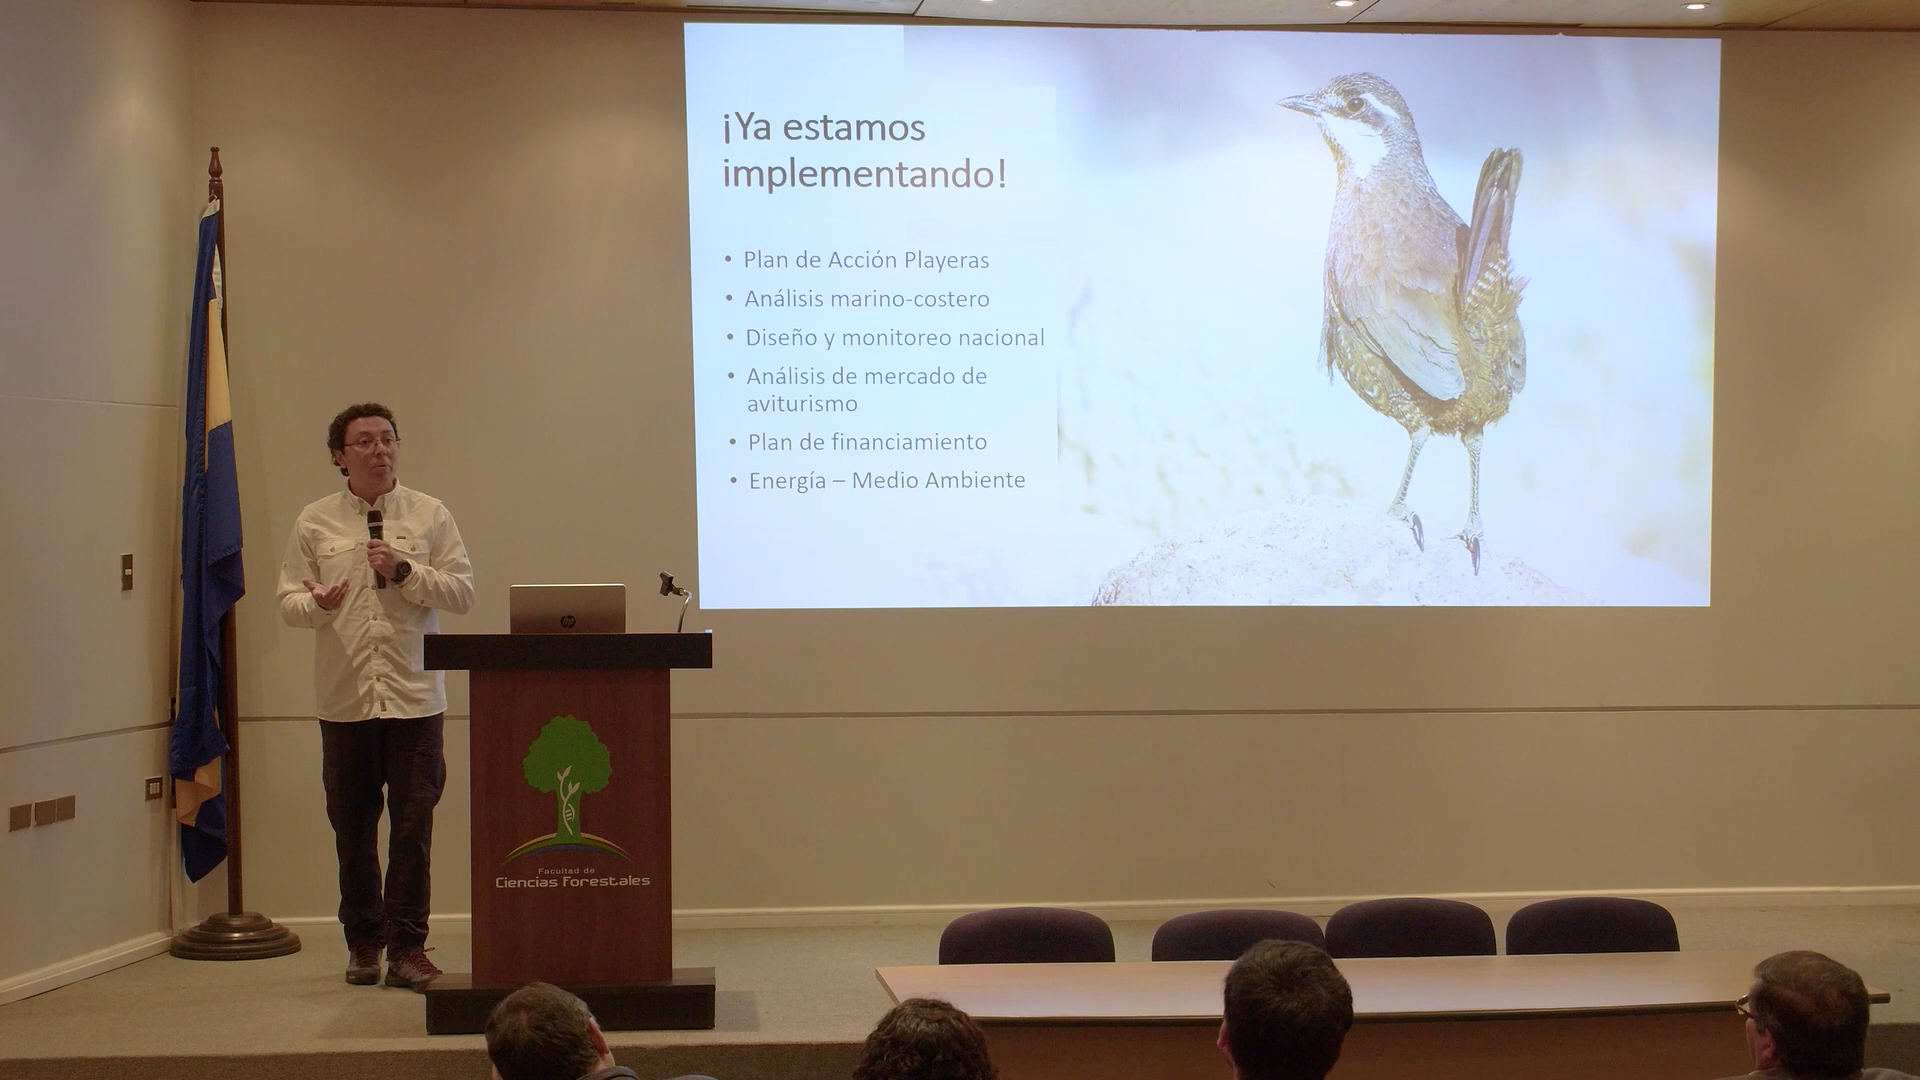 ¡Ya estamos
implementando!
• Plan de Acción Playeras
• Análisis marino-costero
• Diseño y monitoreo nacional
• Análisis de mercado de
aviturismo
• Plan de financiamiento
• Energía – Medio Ambiente
hp
Facultad de
Ciencias Forestales